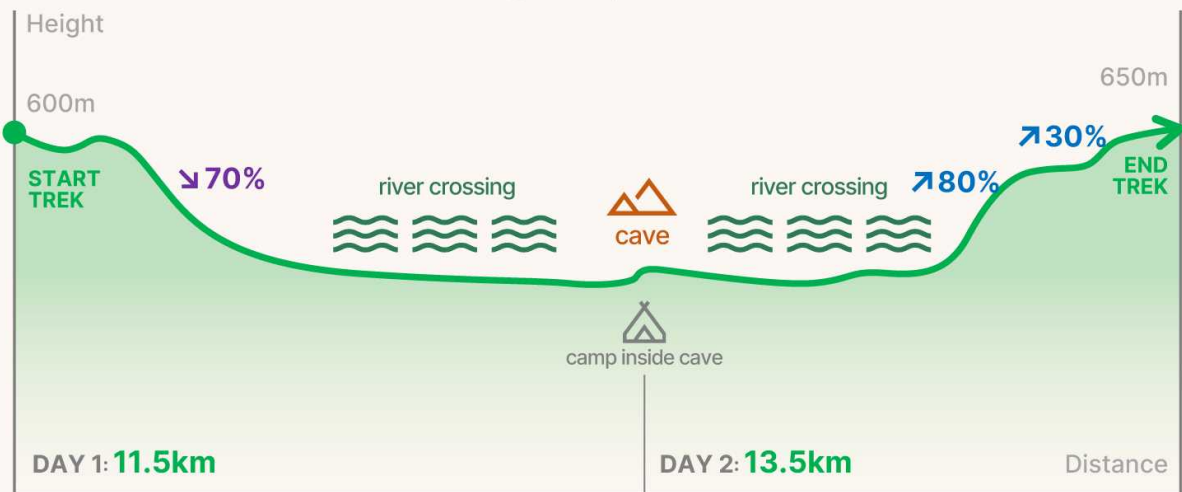 Height
600m
650m
START
TREK
↘70%
river crossing
cave
river crossing
↗80%
↗30%
END
TREK
camp inside cave
DAY 1: 11.5km
DAY 2: 13.5km
Distance